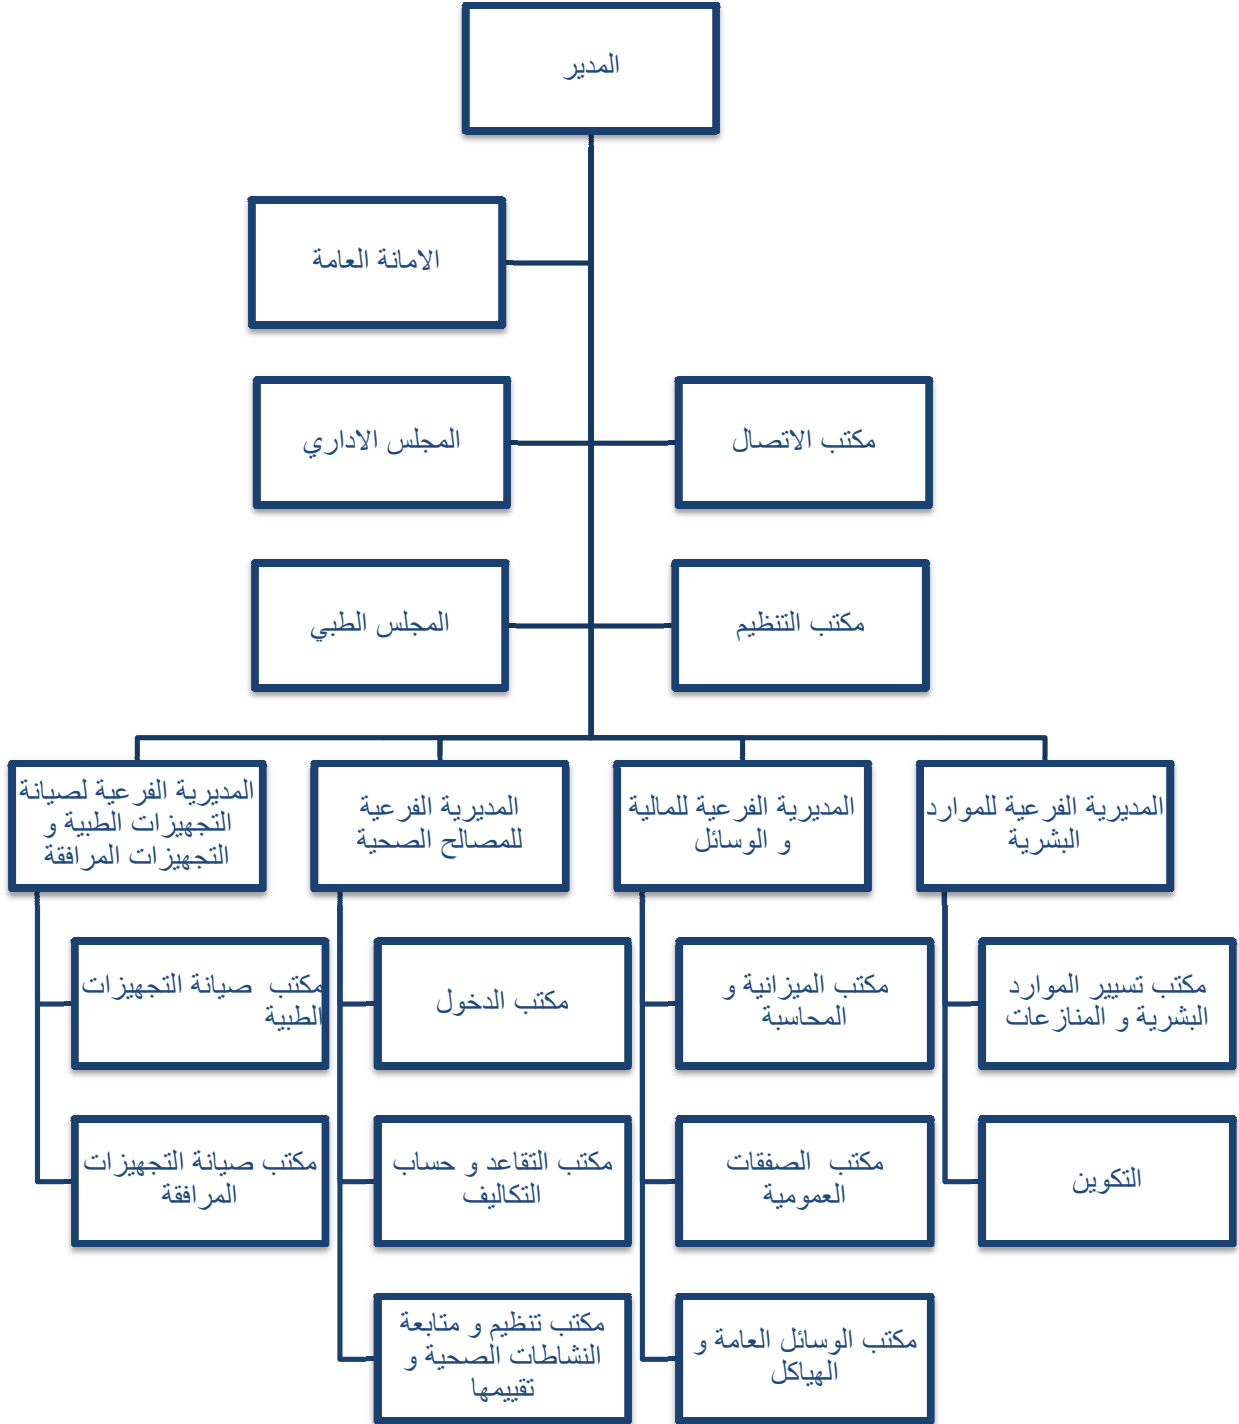 المدير
الامانة العامة
مكتب الاتصال
المجلس الاداري
مكتب التنظيم
المجلس الطبي
المديرية الفرعية للموارد
البشرية
المديرية الفرعية للمالية
و الوسائل
المديرية الفرعية
للمصالح الصحية
المديرية الفرعية لصيانة
التجهيزات الطبية و
التجهيزات المرافقة
مكتب تسيير الموارد
البشرية و المنازعات
مكتب الميزانية و
المحاسبة
مكتب الدخول
مكتب صيانة التجهيزات
الطبية
التكوين
مكتب الصفقات
العمومية
مكتب التقاعد و حساب
التكاليف
مكتب صيانة التجهيزات
المرافقة
مكتب الوسائل العامة و
الهياكل
مكتب تنظيم و متابعة
النشاطات الصحية و
تقييمها